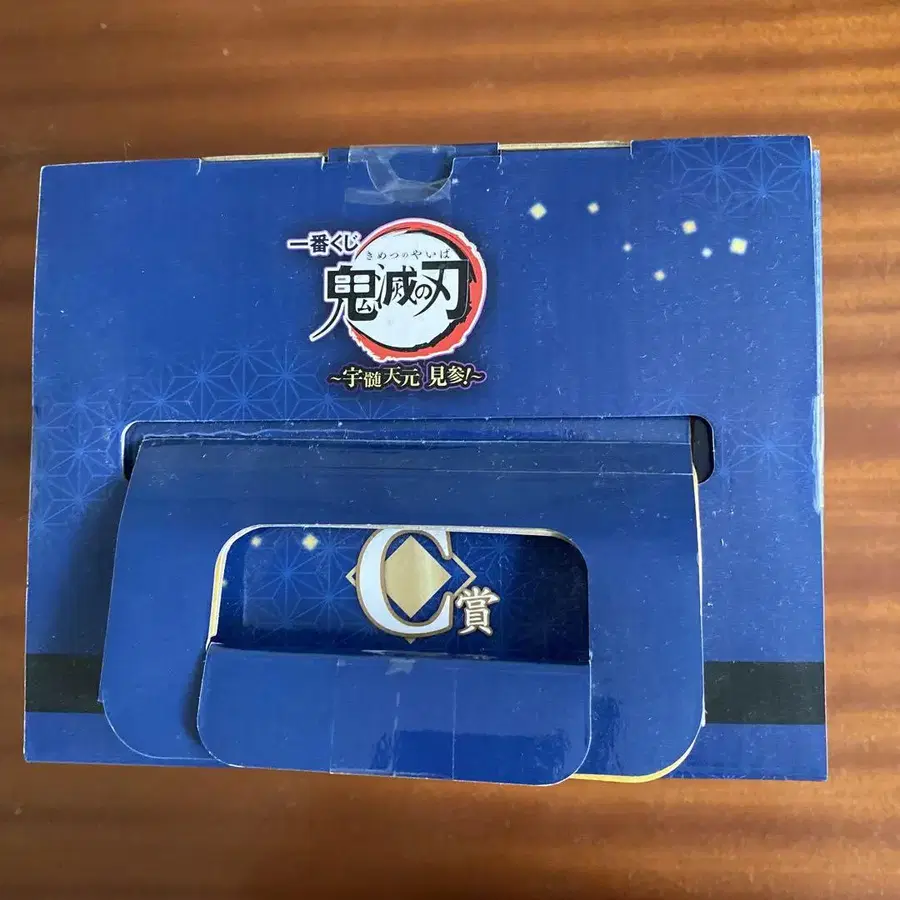 一番くじ
きめつのやいば
鬼滅の刃
~宇髄天元 見参!~
C賞